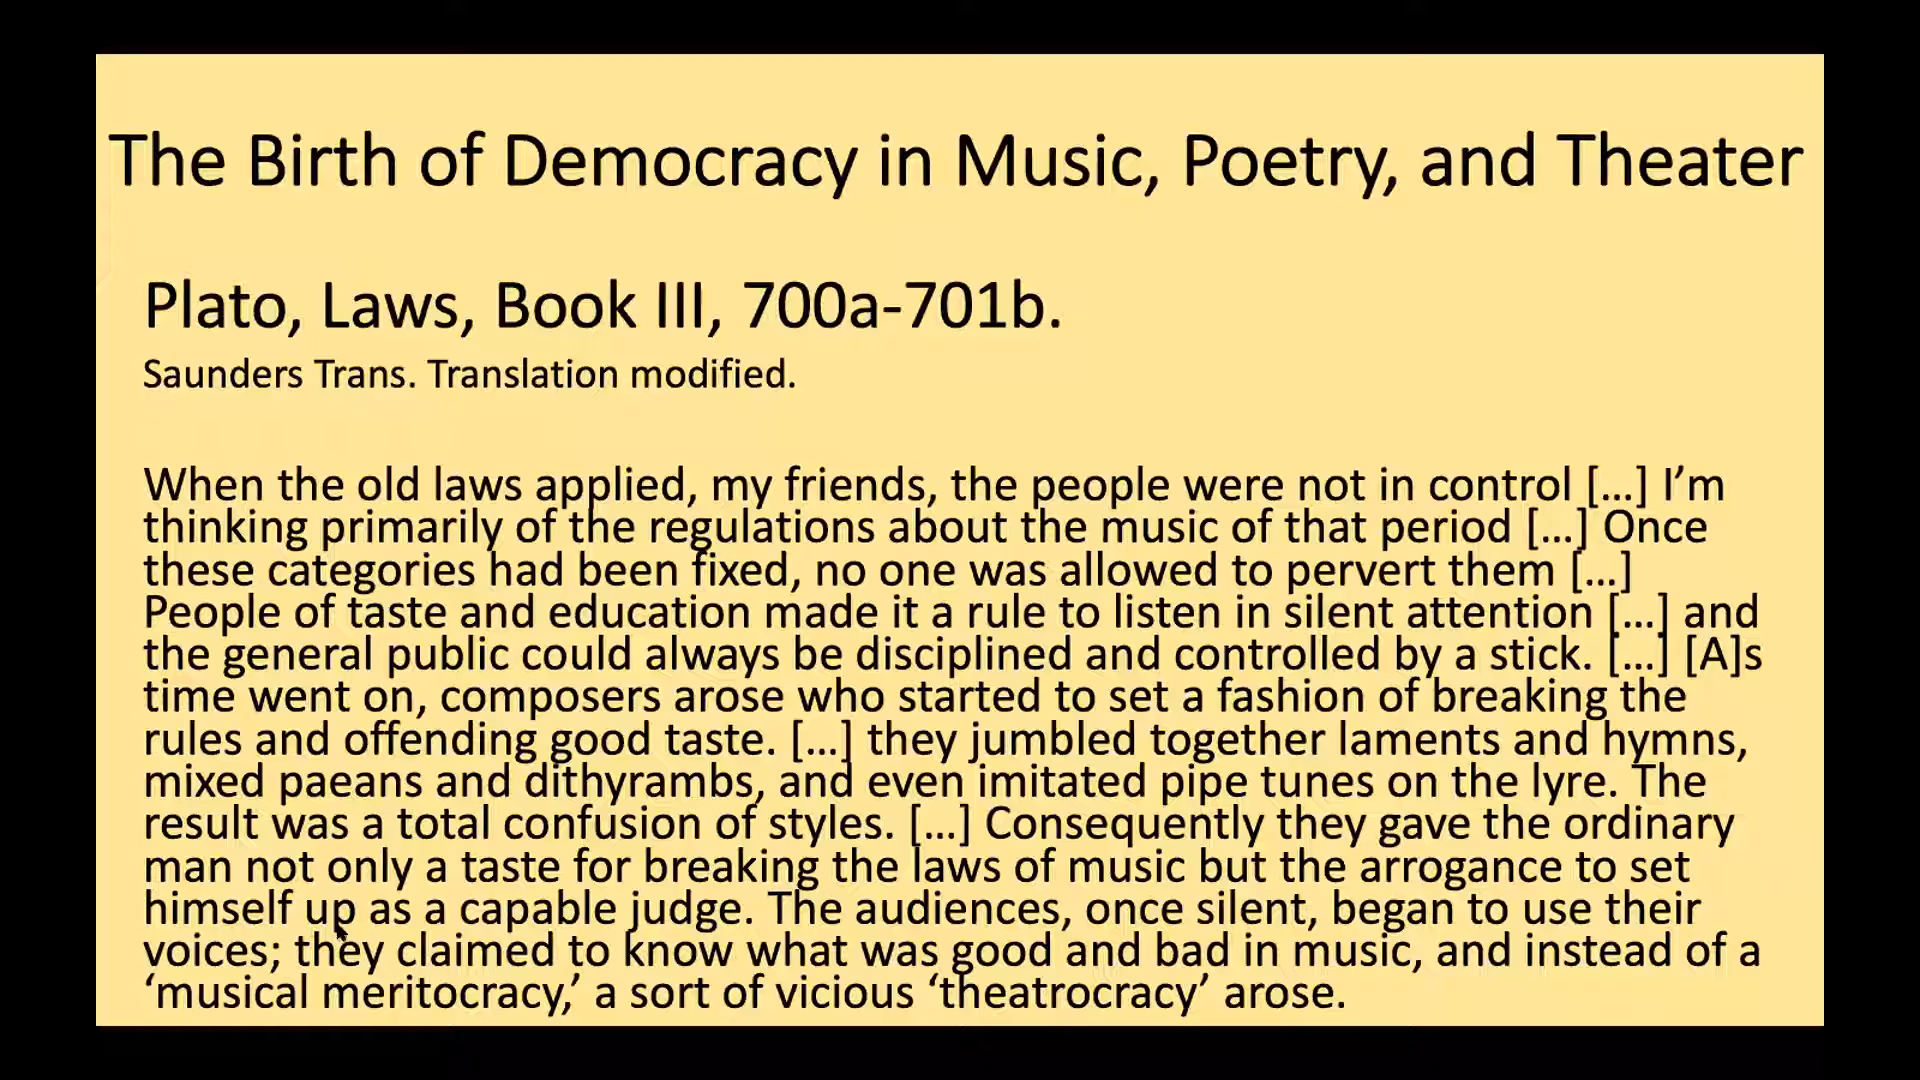 The Birth of Democracy in Music, Poetry, and Theater
Plato, Laws, Book III, 700a-701b.
Saunders Trans. Translation modified.
When the old laws applied, my friends, the people were not in control [...] I’m
thinking primarily of the regulations about the music of that period [...] Once
these categories had been fixed, no one was allowed to pervert them [...]
People of taste and education made it a rule to listen in silent attention [...] and
the general public could always be disciplined and controlled by a stick. [...] [A]s
time went on, composers arose who started to set a fashion of breaking the
rules and offending good taste. [...] they jumbled together laments and hymns,
mixed paeans and dithyrambs, and even imitated pipe tunes on the lyre. The
result was a total confusion of styles. [...] Consequently they gave the ordinary
man not only a taste for breaking the laws of music but the arrogance to set
himself up as a capable judge. The audiences, once silent, began to use their
voices; they claimed to know what was good and bad in music, and instead of a
‘musical meritocracy,’ a sort of vicious ‘theatrocracy’ arose.